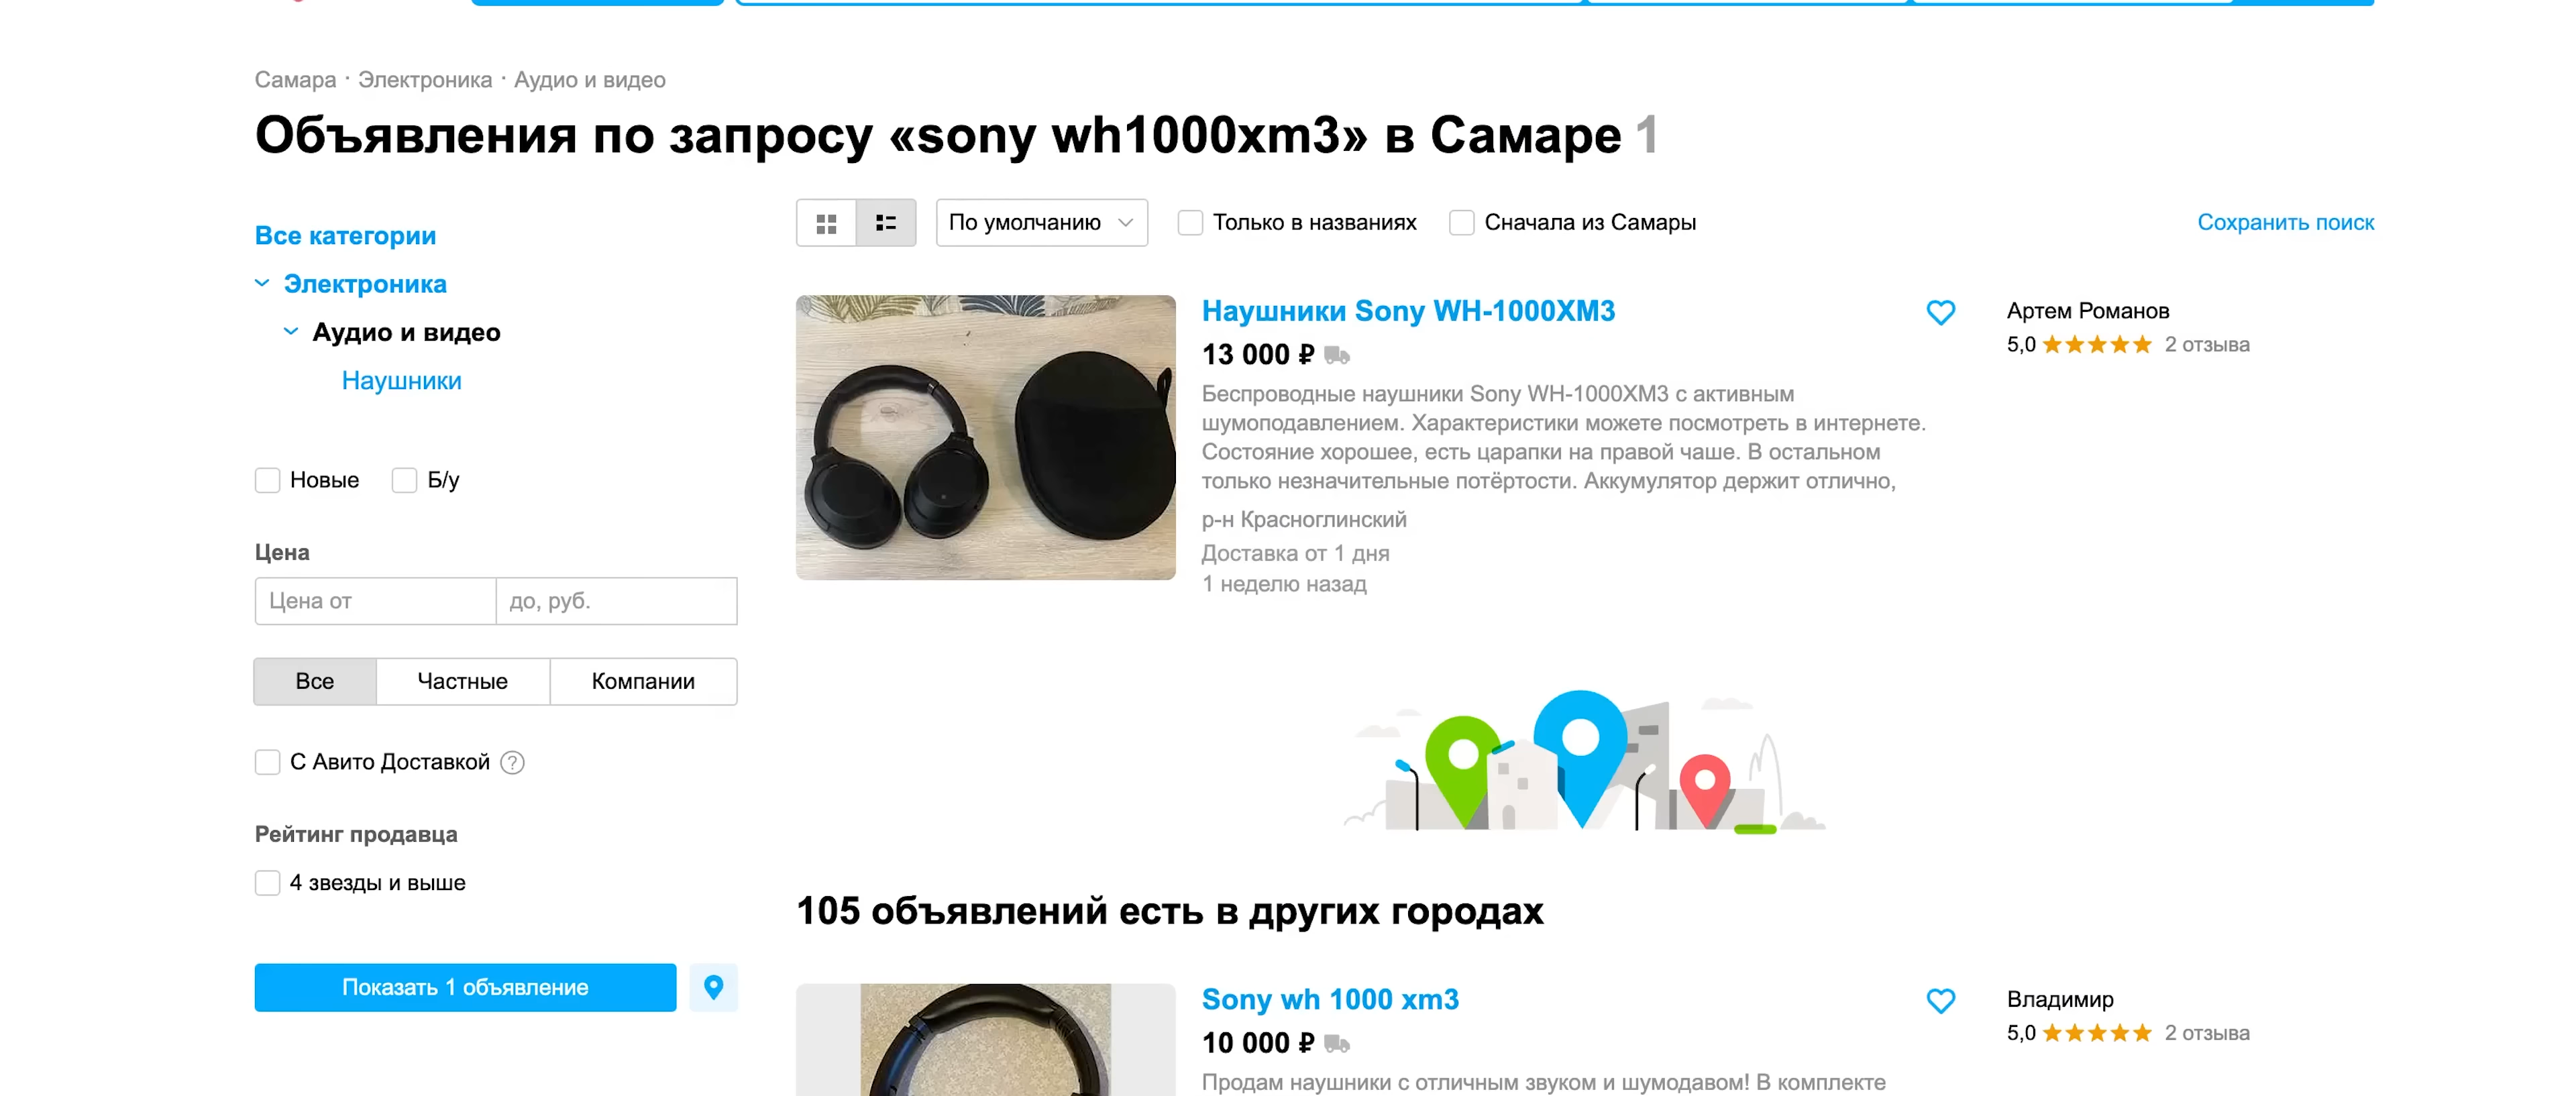 Самара · Электроника · Аудио и видео
Объявления по запросу «sony wh1000xm3» в Самаре 1
Все категории
Электроника
Аудио и видео
Наушники
Новые Б/у
Цена
Цена от до, руб.
Все Частные Компании
С Авито Доставкой ?
Рейтинг продавца
4 звезды и выше
Показать 1 объявление
По умолчанию Только в названиях Сначала из Самары Сохранить поиск
Наушники Sony WH-1000XM3
13 000 ₽
Беспроводные наушники Sony WH-1000XM3 с активным
шумоподавлением. Характеристики можете посмотреть в интернете.
Состояние хорошее, есть царапки на правой чаше. В остальном
только незначительные потёртости. Аккумулятор держит отлично,
р-н Красноглинский
Доставка от 1 дня
1 неделю назад
Артем Романов
5,0 2 отзыва
105 объявлений есть в других городах
Sony wh 1000 xm3
10 000 ₽
Продам наушники с отличным звуком и шумодавом! В комплекте
Владимир
5,0 2 отзыва